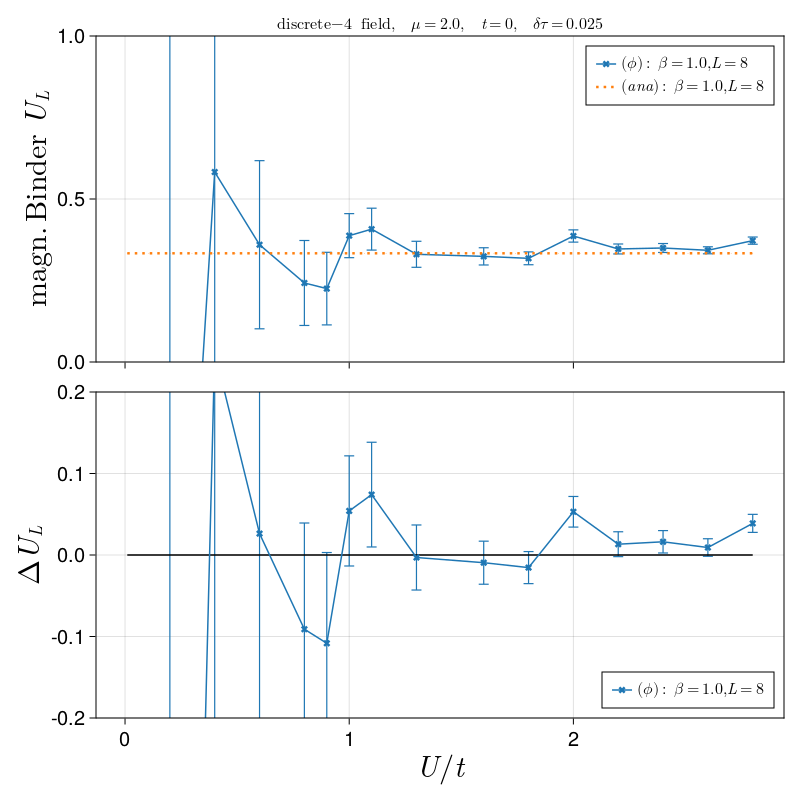 discrete−4 field, μ = 2.0, t = 0, δτ = 0.025
1.0
(ϕ) : β = 1.0,L = 8
(ana) : β = 1.0,L = 8
magn. Binder U_L
0.5
0.0
0.2
0.1
Δ U_L
0.0
-0.1
(ϕ) : β = 1.0,L = 8
-0.2
0 1 2
U/t